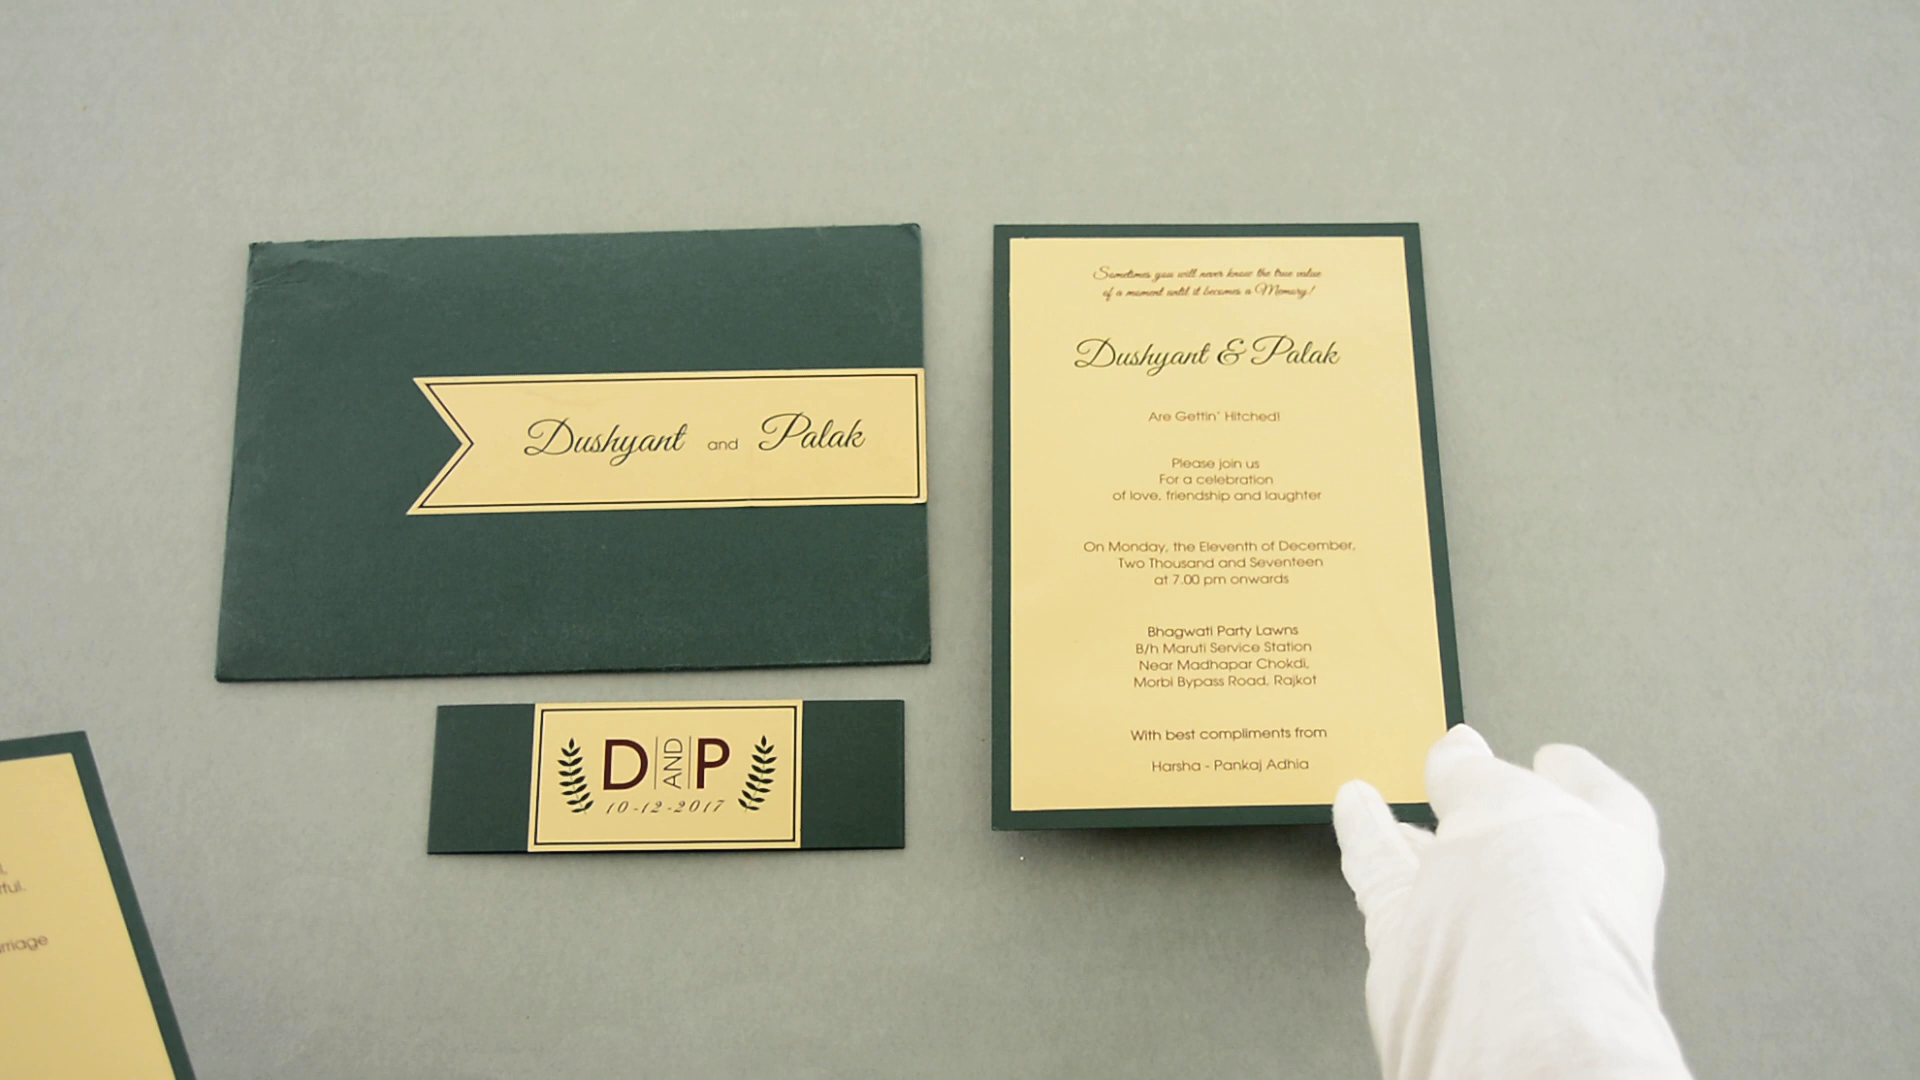 Dushyant and Palak
D AND P
10-12-2017
Sometimes you will never know the true value
of a moment until it becomes a Memory!
Dushyant & Palak
Are Gettin' Hitched!
Please join us
For a celebration
of love, friendship and laughter
On Monday, the Eleventh of December,
Two Thousand and Seventeen
at 7.00 pm onwards
Bhagwati Party Lawns
B/h Maruti Service Station
Near Madhapar Chokdi,
Morbi Bypass Road, Rajkot
With best compliments from
Harsha - Pankaj Adhia